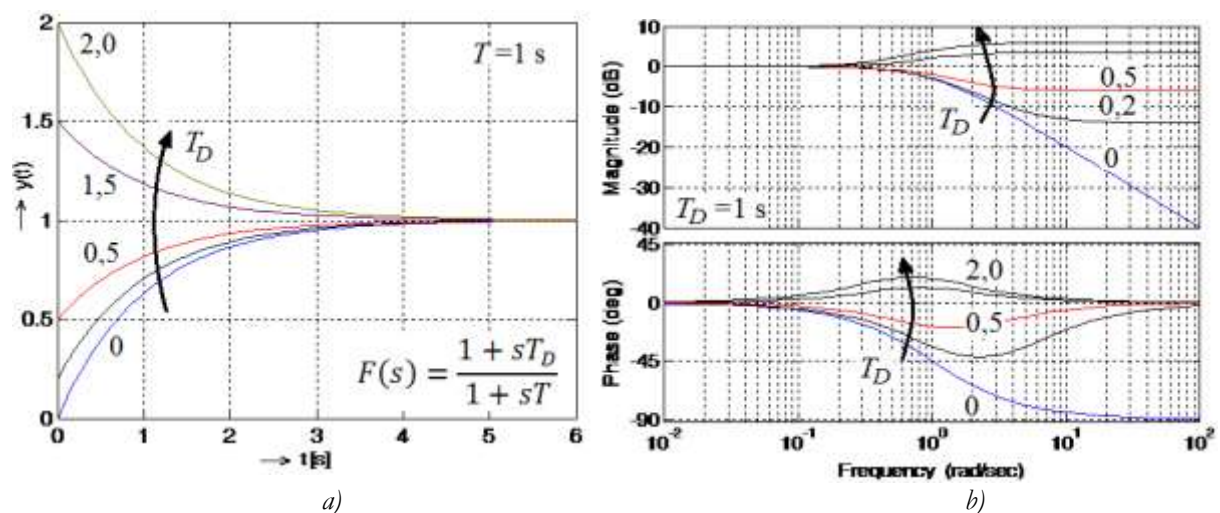 2
1.5
1
0.5
0
→ y(t)
2,0
T = 1 s
T_D
1,5
0,5
0
F(s) = \frac{1 + sT_D}{1 + sT}
0 1 2 3 4 5 6
→ t[s]
a)
10
0
-10
-20
-30
-40
Magnitude (dB)
0,5
0,2
T_D
0
T_D = 1 s
45
0
-45
-90
Phase (deg)
2,0
0,5
T_D
0
10^-2 10^-1 10^0 10^1 10^2
Frequency (rad/sec)
b)